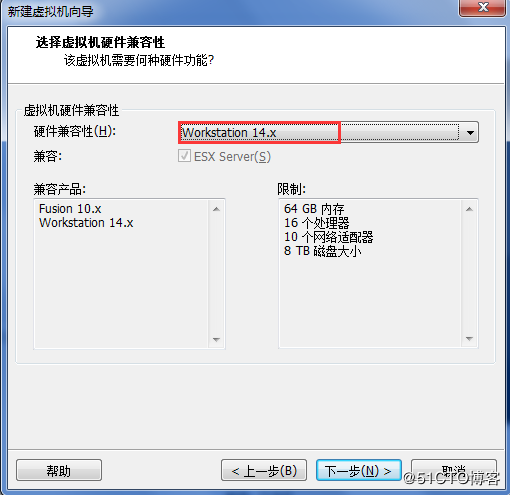 新建虚拟机向导
选择虚拟机硬件兼容性
该虚拟机需要何种硬件功能?
虚拟机硬件兼容性
硬件兼容性(H):
Workstation 14.x
兼容:
ESX Server(S)
兼容产品:
Fusion 10.x
Workstation 14.x
限制:
64 GB 内存
16 个处理器
10 个网络适配器
8 TB 磁盘大小
帮助
< 上一步(B)
下一步(N) >
取消
@51CTO博客